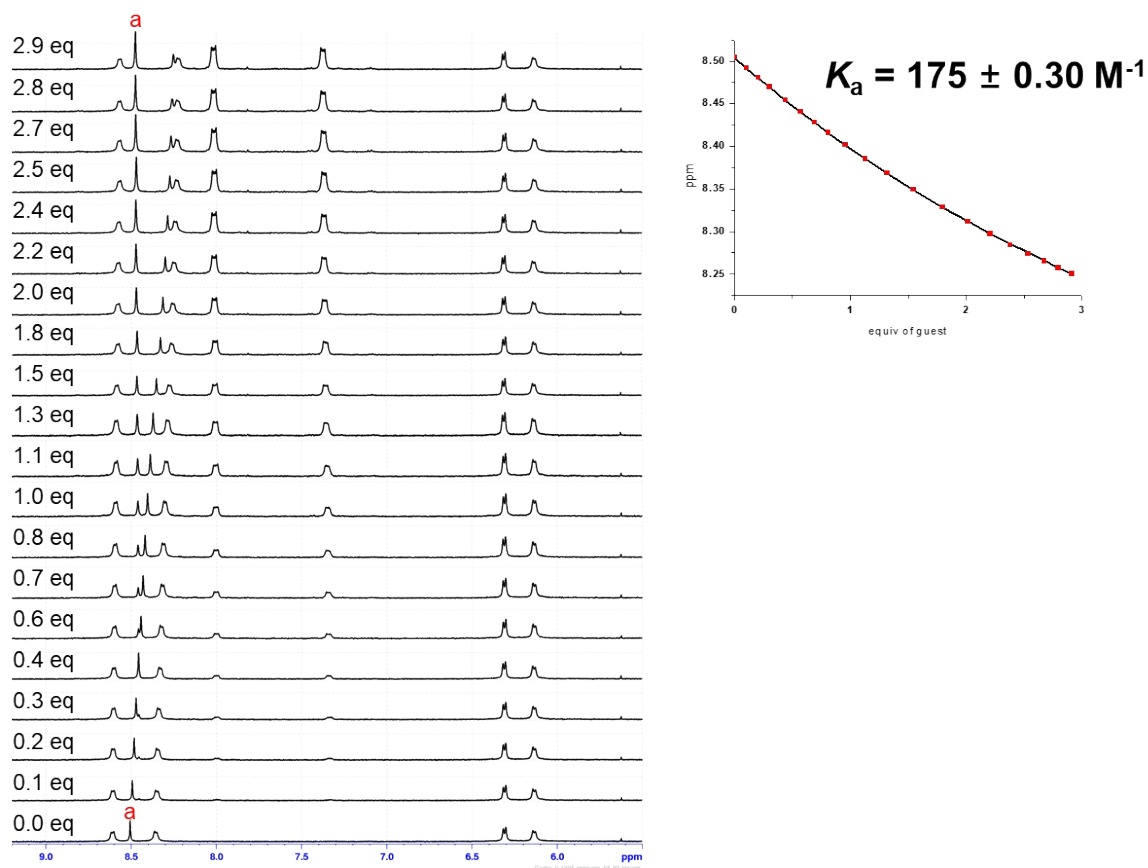 a
2.9 eq
2.8 eq
2.7 eq
2.5 eq
2.4 eq
2.2 eq
2.0 eq
1.8 eq
1.5 eq
1.3 eq
1.1 eq
1.0 eq
0.8 eq
0.7 eq
0.6 eq
0.4 eq
0.3 eq
0.2 eq
0.1 eq
a
0.0 eq
9.0 8.5 8.0 7.5 7.0 6.5 6.0 ppm
Kₐ = 175 ± 0.30 M⁻¹
8.50
8.45
8.40
8.35
8.30
8.25
ppm
0 1 2 3
equiv of guest